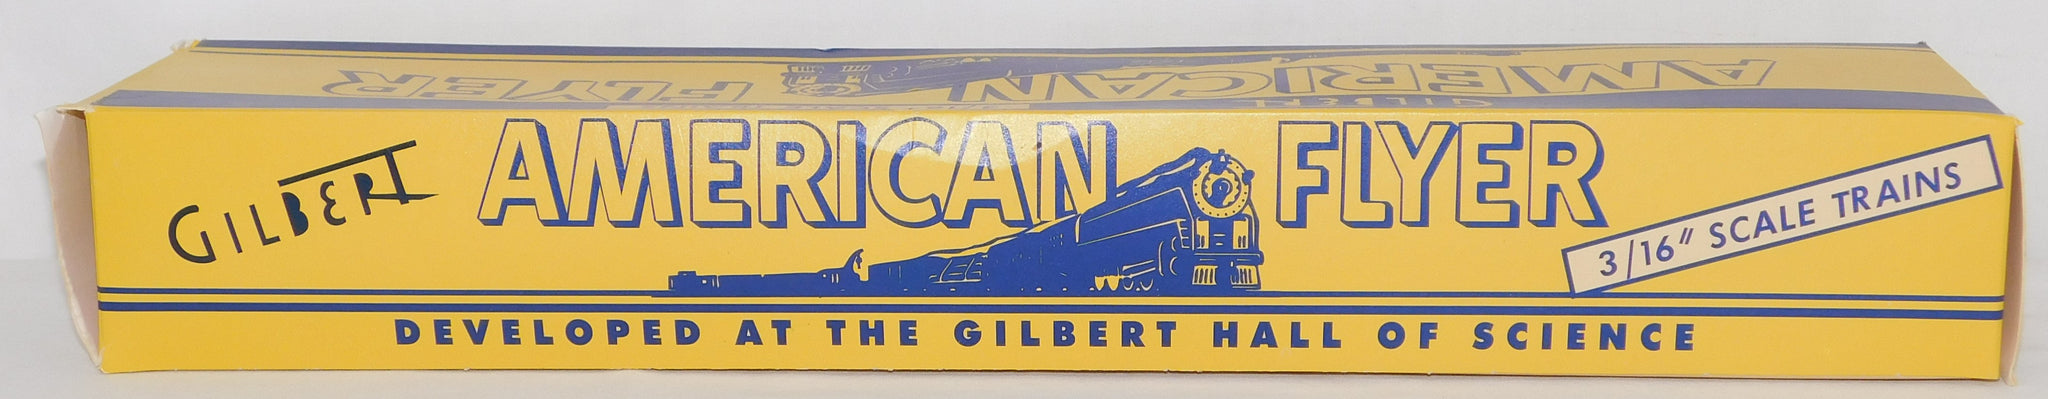 AMERICAN FLYER
GILBERT
GILBERT
AMERICAN FLYER
3/16" SCALE TRAINS
DEVELOPED AT THE GILBERT HALL OF SCIENCE